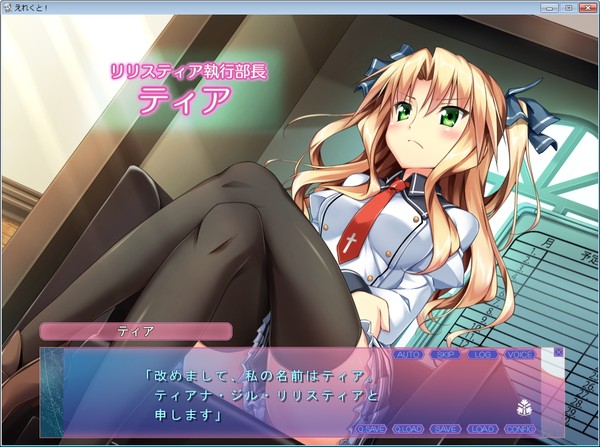 えれくと!
リリスティア執行部長
ティア
月
予定
ティア
AUTO SKIP LOG VOICE
「改めまして、私の名前はティア。
ティアナ・ジル・リリスティアと
申します」
Q.SAVE Q.LOAD SAVE LOAD CONFIG